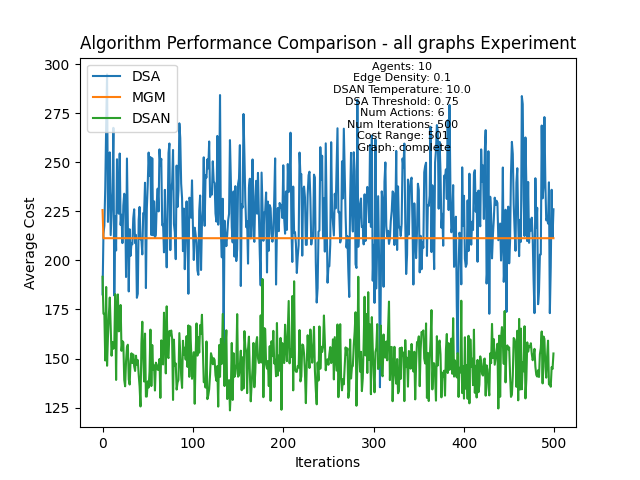 Algorithm Performance Comparison - all graphs Experiment
DSA
MGM
DSAN
Agents: 10
Edge Density: 0.1
DSAN Temperature: 10.0
DSA Threshold: 0.75
Num Actions: 6
Num Iterations: 500
Cost Range: 501
Graph: complete
Average Cost
300
275
250
225
200
175
150
125
0
100
200
300
400
500
Iterations